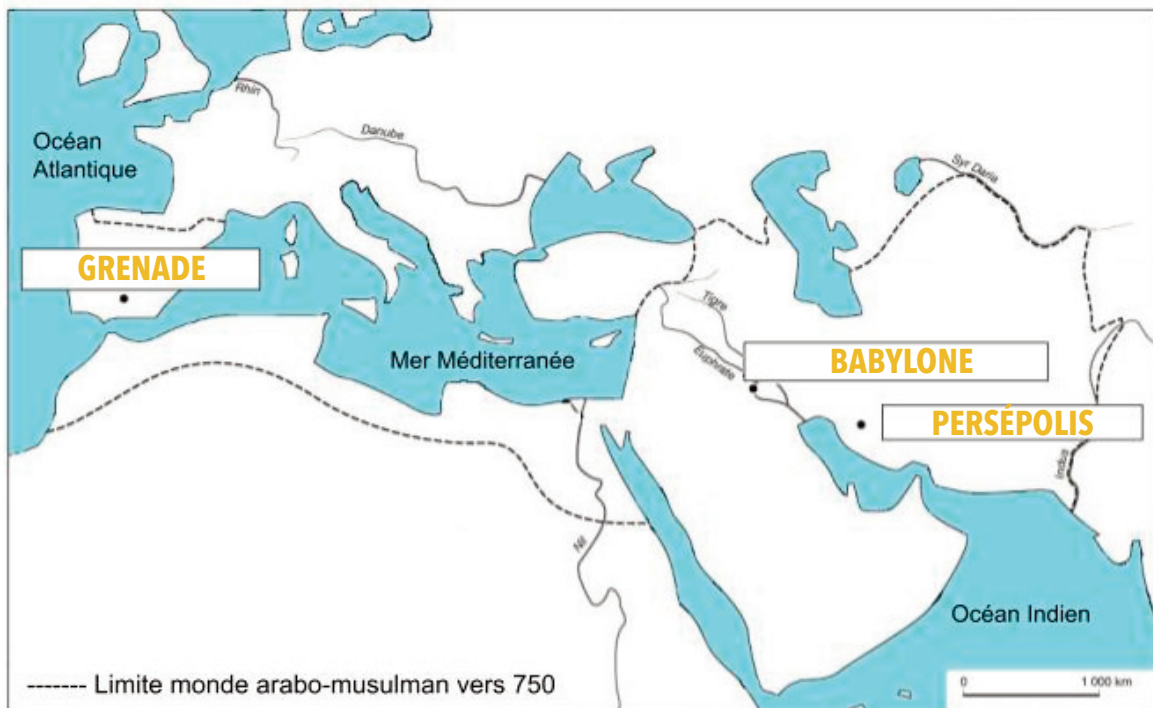 Rhin
Océan
Atlantique
Danube
Syr Daria
GRENADE
Tigre
Mer Méditerranée
Euphrate
BABYLONE
PERSÉPOLIS
Indus
Nil
Océan Indien
------- Limite monde arabo-musulman vers 750
0 1 000 km